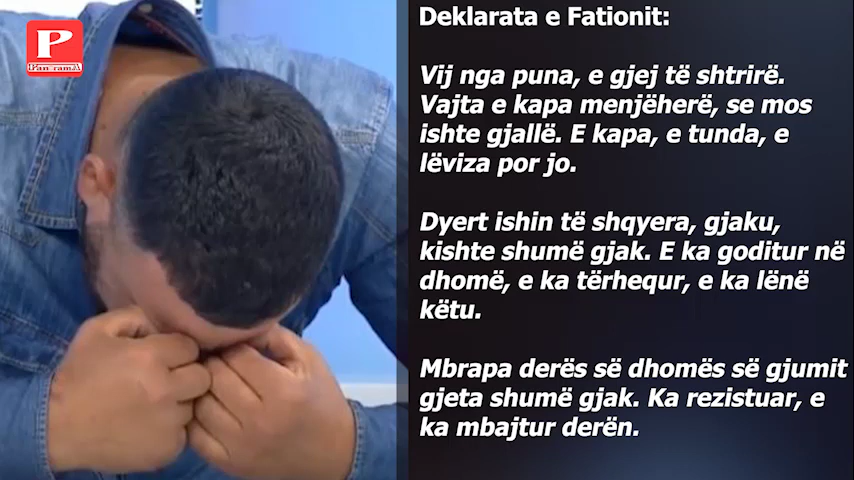 P
PanoramA
Deklarata e Fationit:
Vij nga puna, e gjej të shtrirë.
Vajta e kapa menjëherë, se mos
ishte gjallë. E kapa, e tunda, e
lëviza por jo.
Dyert ishin të shqyera, gjaku,
kishte shumë gjak. E ka goditur në
dhomë, e ka tërhequr, e ka lënë
këtu.
Mbrapa derës së dhomës së gjumit
gjeta shumë gjak. Ka rezistuar, e
ka mbajtur derën.